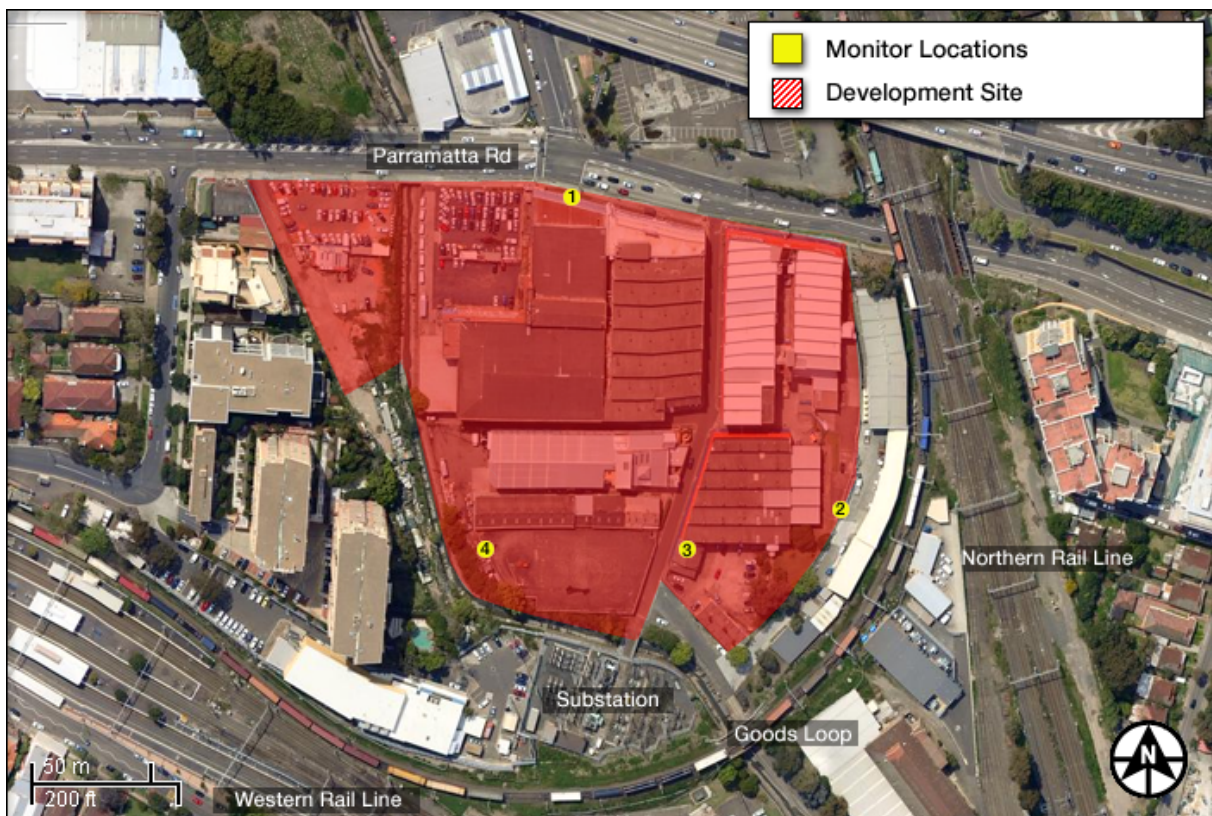 Monitor Locations
Development Site
Parramatta Rd
1
2
3
4
Northern Rail Line
Substation
Goods Loop
50 m
200 ft
Western Rail Line
N